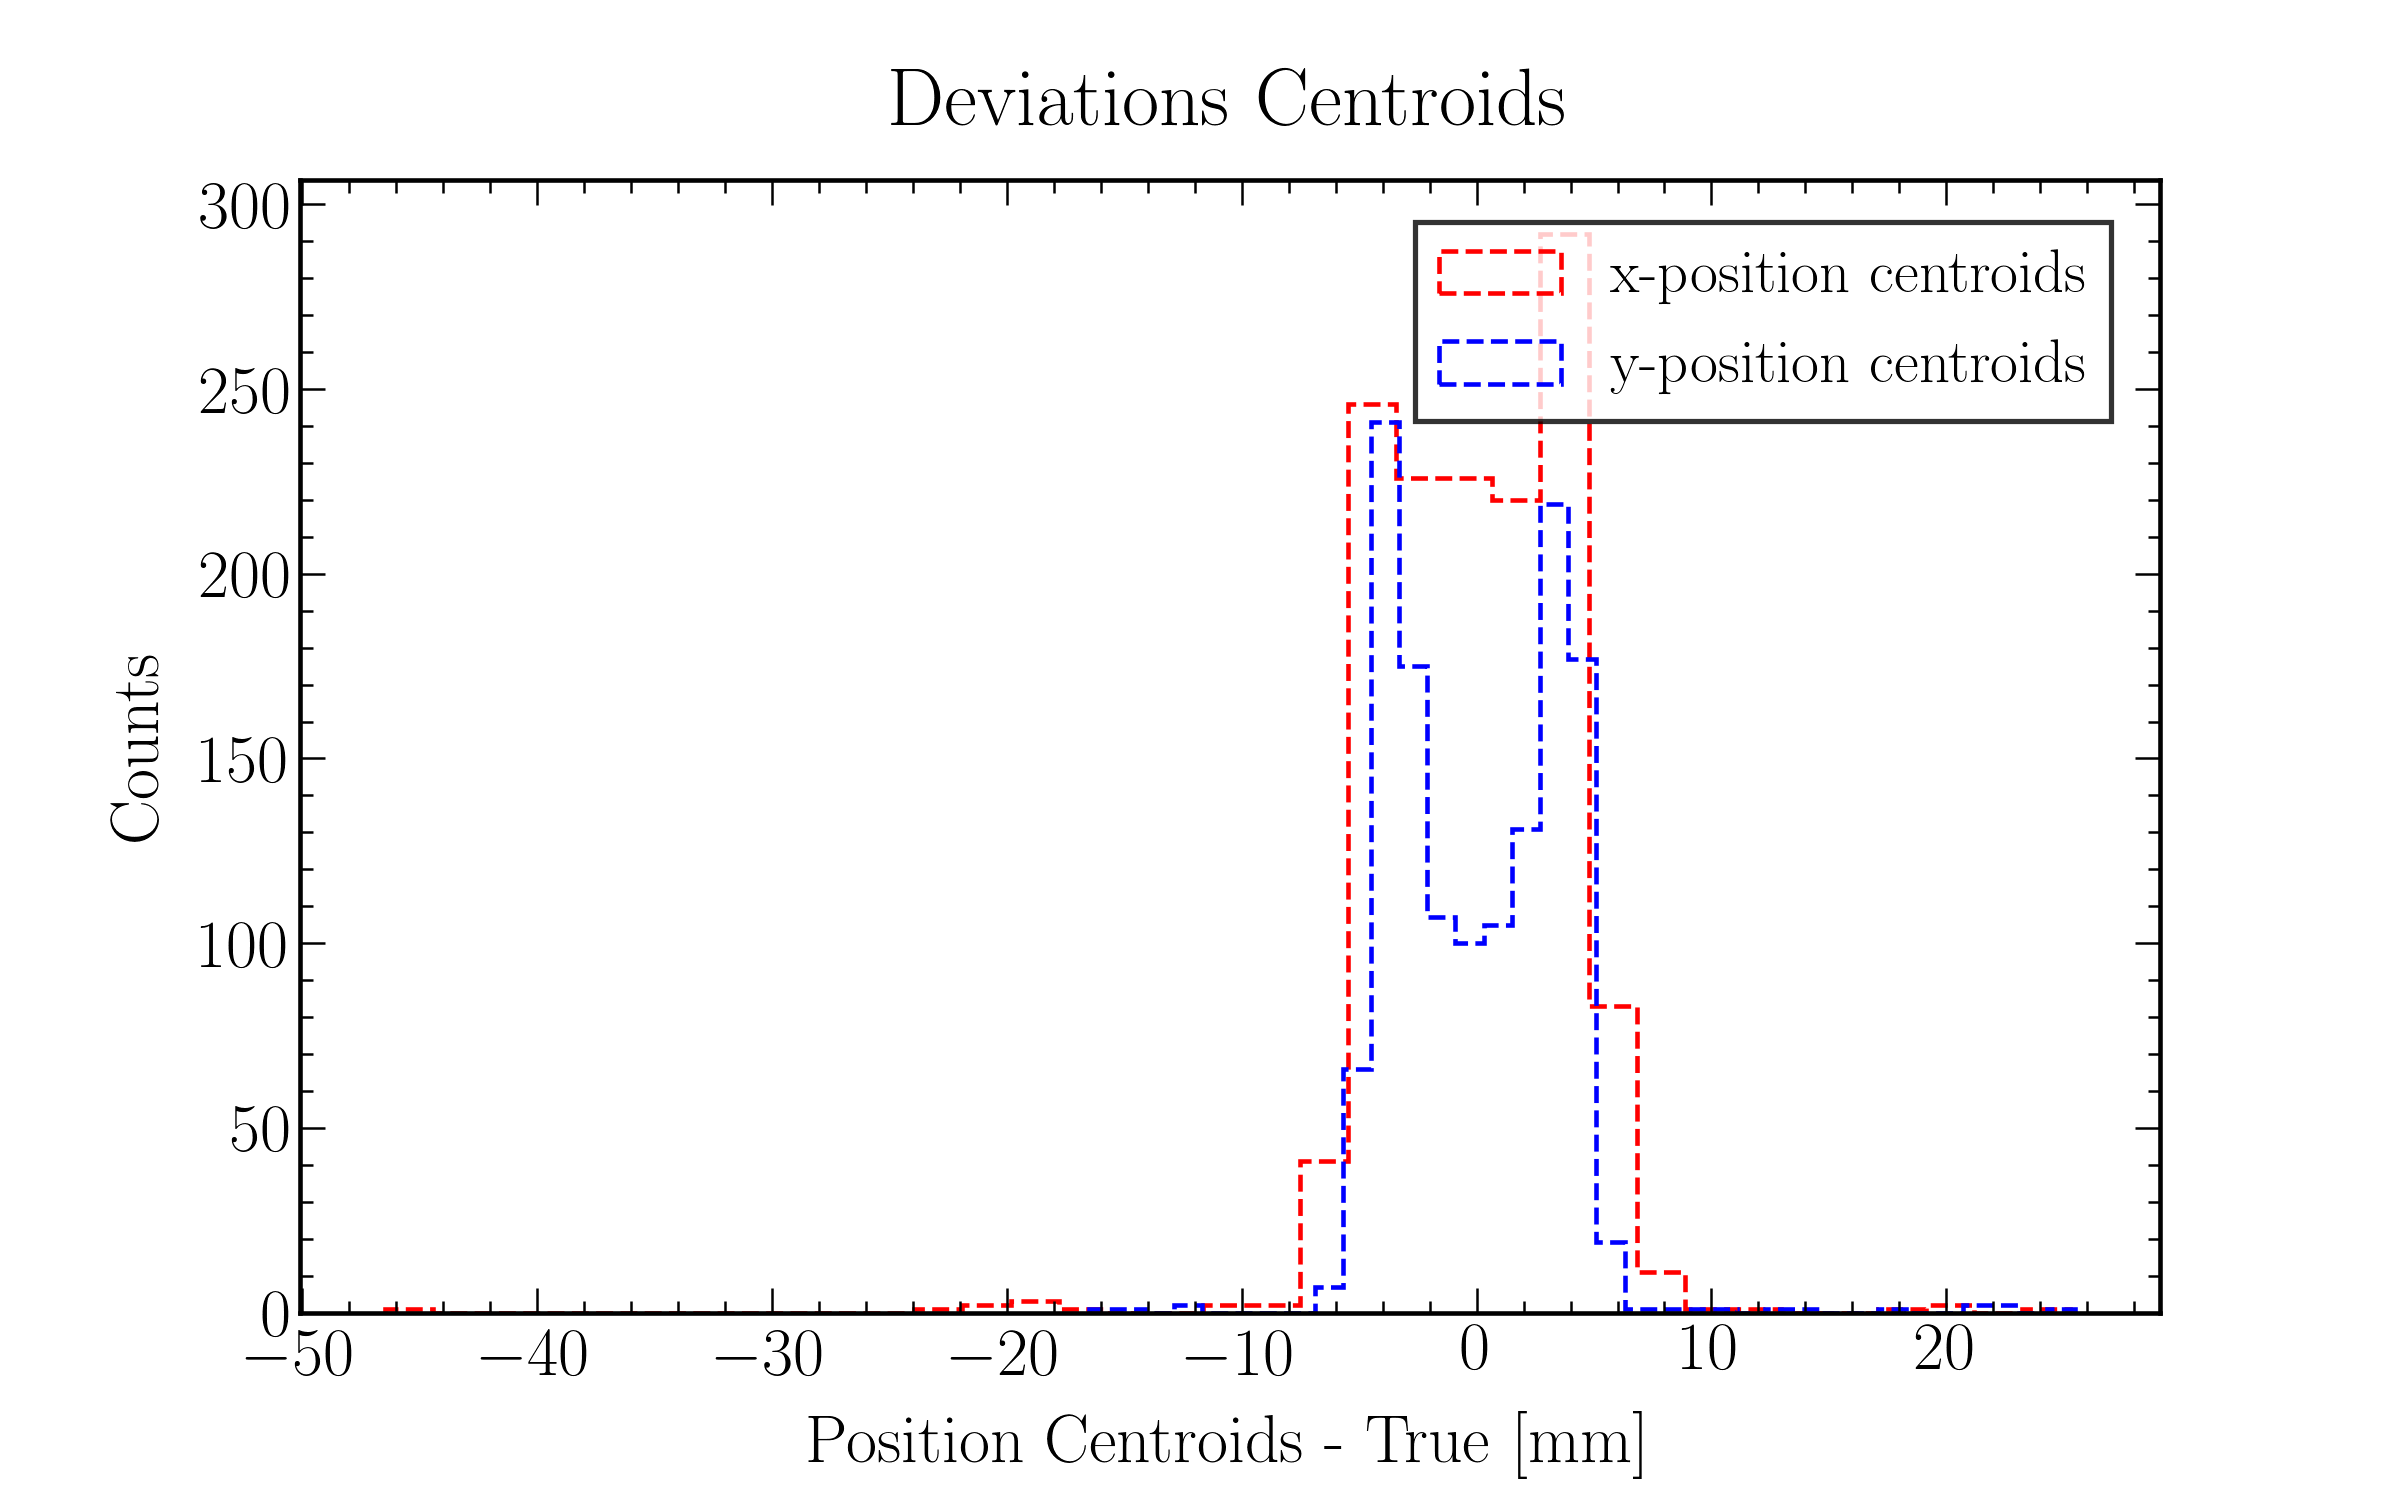 Deviations Centroids
300
250
200
150
100
50
0
Counts
x-position centroids
y-position centroids
−50 −40 −30 −20 −10 0 10 20
Position Centroids - True [mm]